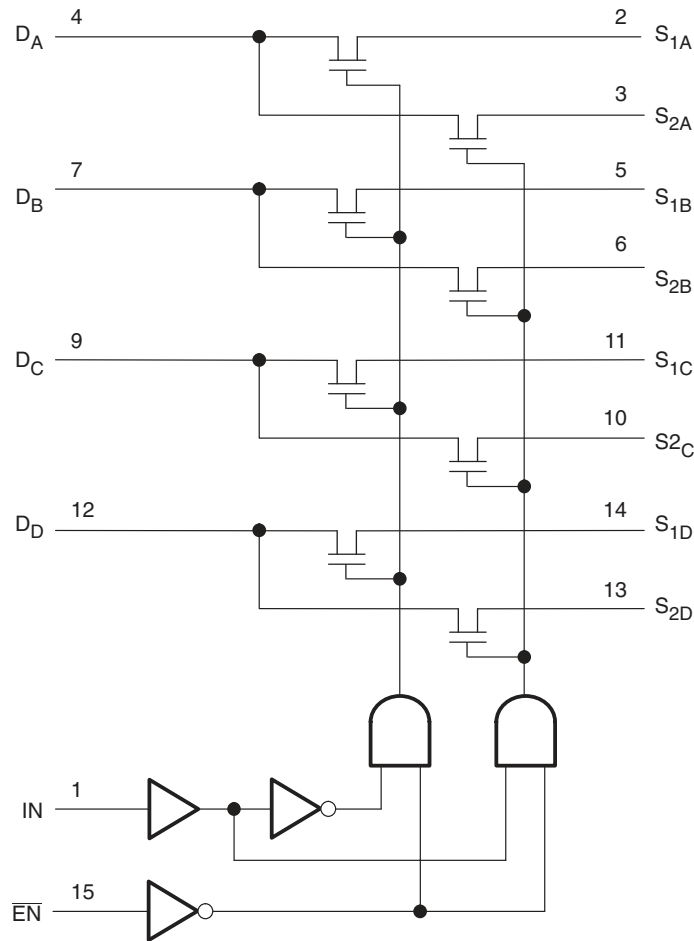 D_A 4 2 S_1A
3 S_2A
D_B 7 5 S_1B
6 S_2B
D_C 9 11 S_1C
10 S2_C
D_D 12 14 S_1D
13 S_2D
IN 1
E̅N̅ 15